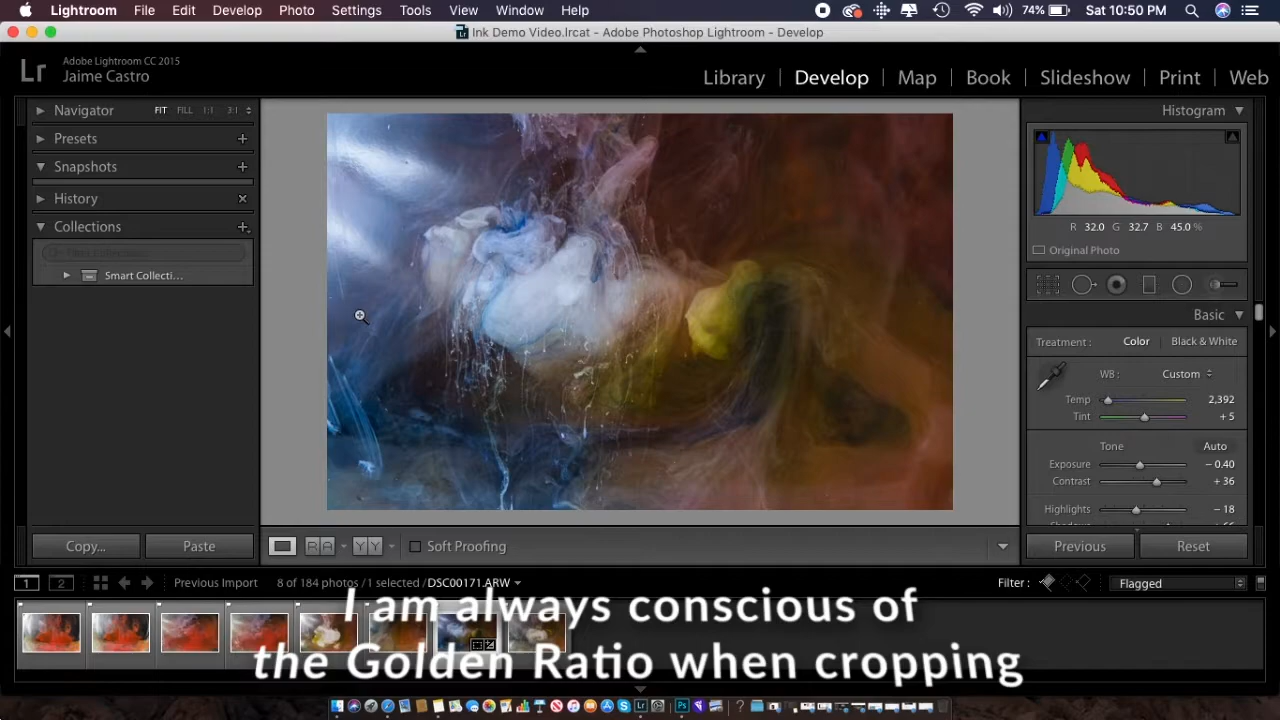 Lightroom File Edit Develop Photo Settings Tools View Window Help 74% Sat 10:50 PM
Ink Demo Video.lrcat - Adobe Photoshop Lightroom - Develop
Lr Adobe Lightroom CC 2015
Jaime Castro
Library Develop Map Book Slideshow Print Web
Navigator FIT FILL 1:1 3:1
Presets
Snapshots
History
Collections
Smart Collecti...
Histogram
R 32.0 G 32.7 B 45.0 %
Original Photo
Basic
Treatment: Color Black & White
WB: Custom
Temp 2,392
Tint + 5
Tone Auto
Exposure - 0.40
Contrast + 36
Highlights - 18
Copy... Paste
R A Y Y Soft Proofing
Previous Reset
1 2 Previous Import 8 of 184 photos / 1 selected / DSC00171.ARW
Filter: Flagged
I am always conscious of
the Golden Ratio when cropping